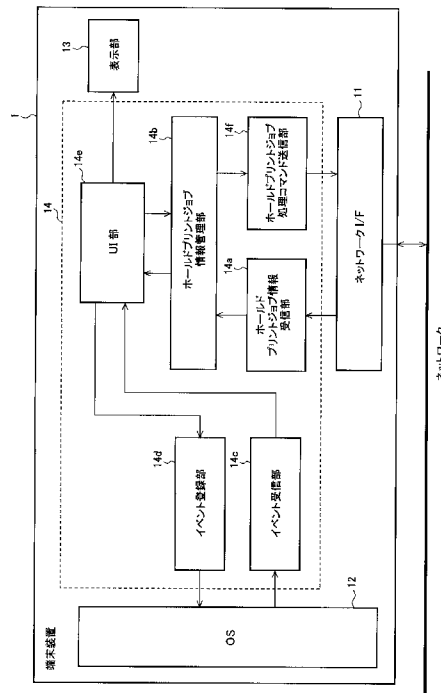 端末装置
1
13
表示部
14
14e
UI部
14b
ホールドプリントジョブ
情報管理部
14f
ホールドプリントジョブ
処理コマンド送信部
14a
ホールド
プリントジョブ情報
受信部
11
ネットワークI/F
14d
イベント登録部
14c
イベント受信部
12
OS
ネットワーク